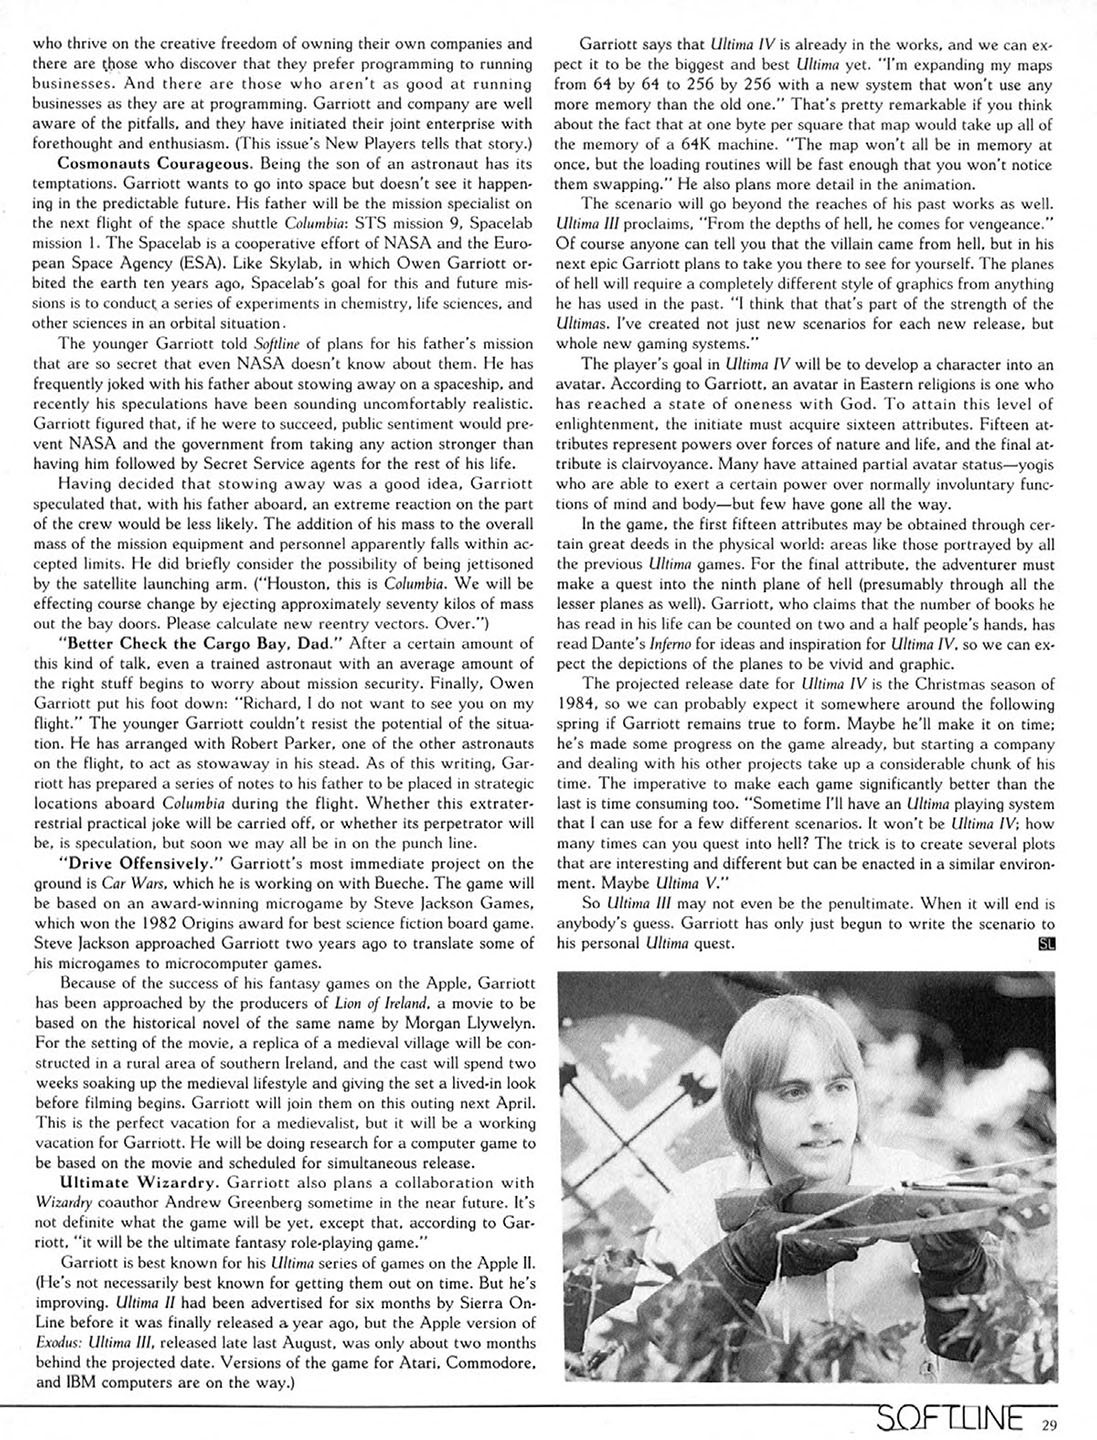 who thrive on the creative freedom of owning their own companies and
there are those who discover that they prefer programming to running
businesses. And there are those who aren't as good at running
businesses as they are at programming. Garriott and company are well
aware of the pitfalls, and they have initiated their joint enterprise with
forethought and enthusiasm. (This issue's New Players tells that story.)
Cosmonauts Courageous. Being the son of an astronaut has its
temptations. Garriott wants to go into space but doesn't see it happen-
ing in the predictable future. His father will be the mission specialist on
the next flight of the space shuttle Columbia: STS mission 9, Spacelab
mission 1. The Spacelab is a cooperative effort of NASA and the Euro-
pean Space Agency (ESA). Like Skylab, in which Owen Garriott or-
bited the earth ten years ago, Spacelab's goal for this and future mis-
sions is to conduct a series of experiments in chemistry, life sciences, and
other sciences in an orbital situation.
The younger Garriott told Softline of plans for his father's mission
that are so secret that even NASA doesn't know about them. He has
frequently joked with his father about stowing away on a spaceship, and
recently his speculations have been sounding uncomfortably realistic.
Garriott figured that, if he were to succeed, public sentiment would pre-
vent NASA and the government from taking any action stronger than
having him followed by Secret Service agents for the rest of his life.
Having decided that stowing away was a good idea, Garriott
speculated that, with his father aboard, an extreme reaction on the part
of the crew would be less likely. The addition of his mass to the overall
mass of the mission equipment and personnel apparently falls within ac-
cepted limits. He did briefly consider the possibility of being jettisoned
by the satellite launching arm. ("Houston, this is Columbia. We will be
effecting course change by ejecting approximately seventy kilos of mass
out the bay doors. Please calculate new reentry vectors. Over.")
"Better Check the Cargo Bay, Dad." After a certain amount of
this kind of talk, even a trained astronaut with an average amount of
the right stuff begins to worry about mission security. Finally, Owen
Garriott put his foot down: "Richard, I do not want to see you on my
flight." The younger Garriott couldn't resist the potential of the situa-
tion. He has arranged with Robert Parker, one of the other astronauts
on the flight, to act as stowaway in his stead. As of this writing, Gar-
riott has prepared a series of notes to his father to be placed in strategic
locations aboard Columbia during the flight. Whether this extrater-
restrial practical joke will be carried off, or whether its perpetrator will
be, is speculation, but soon we may all be in on the punch line.
"Drive Offensively." Garriott's most immediate project on the
ground is Car Wars, which he is working on with Bueche. The game will
be based on an award-winning microgame by Steve Jackson Games,
which won the 1982 Origins award for best science fiction board game.
Steve Jackson approached Garriott two years ago to translate some of
his microgames to microcomputer games.
Because of the success of his fantasy games on the Apple, Garriott
has been approached by the producers of Lion of Ireland, a movie to be
based on the historical novel of the same name by Morgan Llywelyn.
For the setting of the movie, a replica of a medieval village will be con-
structed in a rural area of southern Ireland, and the cast will spend two
weeks soaking up the medieval lifestyle and giving the set a lived-in look
before filming begins. Garriott will join them on this outing next April.
This is the perfect vacation for a medievalist, but it will be a working
vacation for Garriott. He will be doing research for a computer game to
be based on the movie and scheduled for simultaneous release.
Ultimate Wizardry. Garriott also plans a collaboration with
Wizardry coauthor Andrew Greenberg sometime in the near future. It's
not definite what the game will be yet, except that, according to Gar-
riott, "it will be the ultimate fantasy role-playing game."
Garriott is best known for his Ultima series of games on the Apple II.
(He's not necessarily best known for getting them out on time. But he's
improving. Ultima II had been advertised for six months by Sierra On-
Line before it was finally released a year ago, but the Apple version of
Exodus: Ultima III, released late last August, was only about two months
behind the projected date. Versions of the game for Atari, Commodore,
and IBM computers are on the way.)
Garriott says that Ultima IV is already in the works, and we can ex-
pect it to be the biggest and best Ultima yet. "I'm expanding my maps
from 64 by 64 to 256 by 256 with a new system that won't use any
more memory than the old one." That's pretty remarkable if you think
about the fact that at one byte per square that map would take up all of
the memory of a 64K machine. "The map won't all be in memory at
once, but the loading routines will be fast enough that you won't notice
them swapping." He also plans more detail in the animation.
The scenario will go beyond the reaches of his past works as well.
Ultima III proclaims, "From the depths of hell, he comes for vengeance."
Of course anyone can tell you that the villain came from hell, but in his
next epic Garriott plans to take you there to see for yourself. The planes
of hell will require a completely different style of graphics from anything
he has used in the past. "I think that that's part of the strength of the
Ultimas. I've created not just new scenarios for each new release, but
whole new gaming systems."
The player's goal in Ultima IV will be to develop a character into an
avatar. According to Garriott, an avatar in Eastern religions is one who
has reached a state of oneness with God. To attain this level of
enlightenment, the initiate must acquire sixteen attributes. Fifteen at-
tributes represent powers over forces of nature and life, and the final at-
tribute is clairvoyance. Many have attained partial avatar status—yogis
who are able to exert a certain power over normally involuntary func-
tions of mind and body—but few have gone all the way.
In the game, the first fifteen attributes may be obtained through cer-
tain great deeds in the physical world: areas like those portrayed by all
the previous Ultima games. For the final attribute, the adventurer must
make a quest into the ninth plane of hell (presumably through all the
lesser planes as well). Garriott, who claims that the number of books he
has read in his life can be counted on two and a half people's hands, has
read Dante's Inferno for ideas and inspiration for Ultima IV, so we can ex-
pect the depictions of the planes to be vivid and graphic.
The projected release date for Ultima IV is the Christmas season of
1984, so we can probably expect it somewhere around the following
spring if Garriott remains true to form. Maybe he'll make it on time;
he's made some progress on the game already, but starting a company
and dealing with his other projects take up a considerable chunk of his
time. The imperative to make each game significantly better than the
last is time consuming too. "Sometime I'll have an Ultima playing system
that I can use for a few different scenarios. It won't be Ultima IV; how
many times can you quest into hell? The trick is to create several plots
that are interesting and different but can be enacted in a similar environ-
ment. Maybe Ultima V."
So Ultima III may not even be the penultimate. When it will end is
anybody's guess. Garriott has only just begun to write the scenario to
his personal Ultima quest. SL
SOFTLINE 29